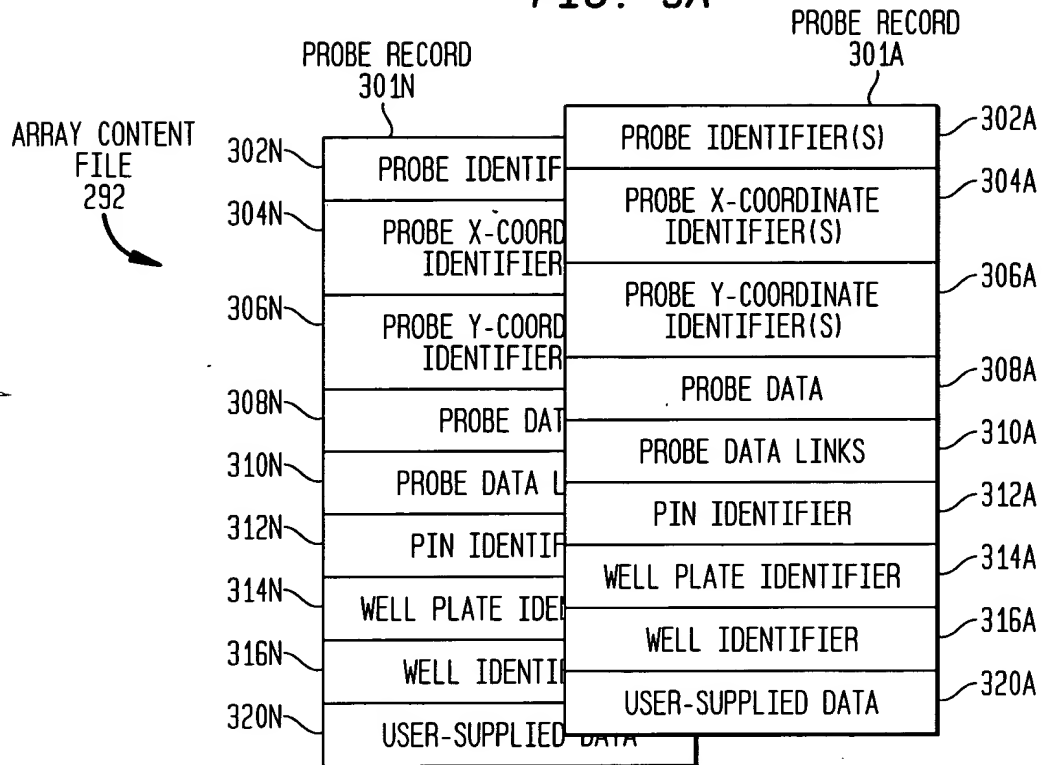 PROBE RECORD
301A
PROBE RECORD
301N
ARRAY CONTENT
FILE
292
302N
PROBE IDENTIF
304N
PROBE X-COORD
IDENTIFIER
306N
PROBE Y-COORD
IDENTIFIER
308N
PROBE DAT
310N
PROBE DATA L
312N
PIN IDENTIF
314N
WELL PLATE IDE
316N
WELL IDENTI
320N
USER-SUPPLIED DATA
PROBE IDENTIFIER(S)
302A
PROBE X-COORDINATE
IDENTIFIER(S)
304A
PROBE Y-COORDINATE
IDENTIFIER(S)
306A
PROBE DATA
308A
PROBE DATA LINKS
310A
PIN IDENTIFIER
312A
WELL PLATE IDENTIFIER
314A
WELL IDENTIFIER
316A
USER-SUPPLIED DATA
320A